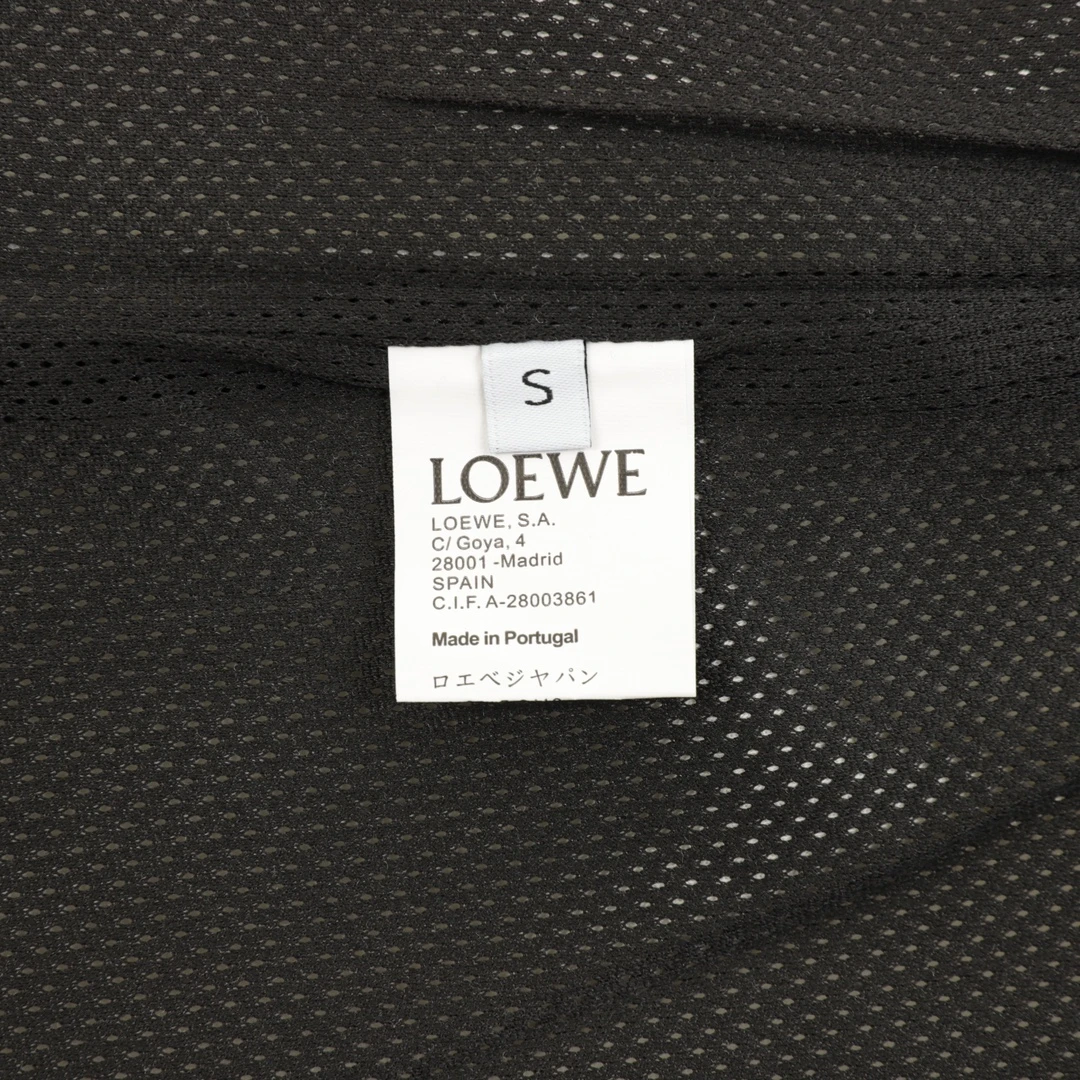 S
LOEWE
LOEWE, S.A.
C/ Goya, 4
28001 -Madrid
SPAIN
C.I.F. A-28003861
Made in Portugal
ロエベジャパン